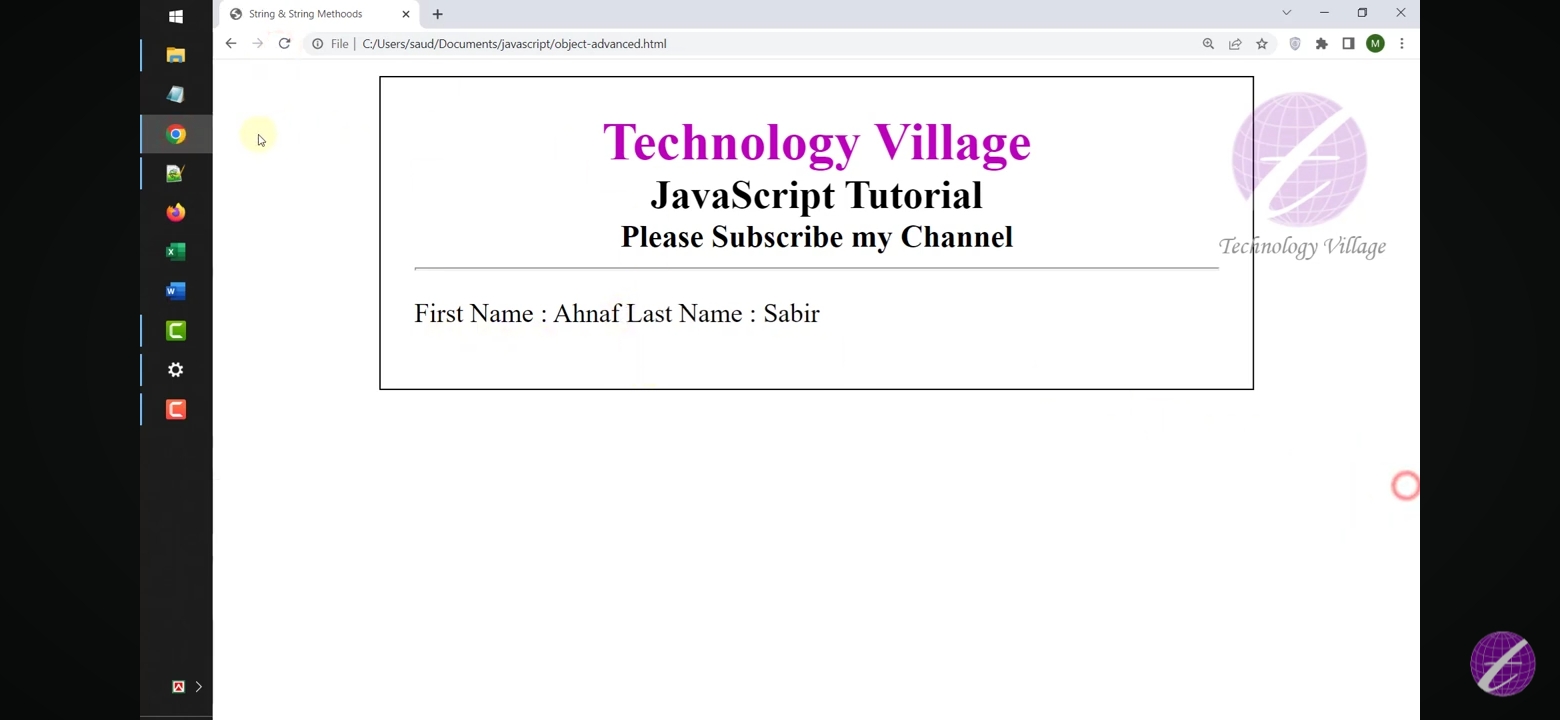 String & String Methoods
File
C:/Users/saud/Documents/javascript/object-advanced.html
M
Technology Village
JavaScript Tutorial
Please Subscribe my Channel
Technology Village
First Name : Ahnaf Last Name : Sabir